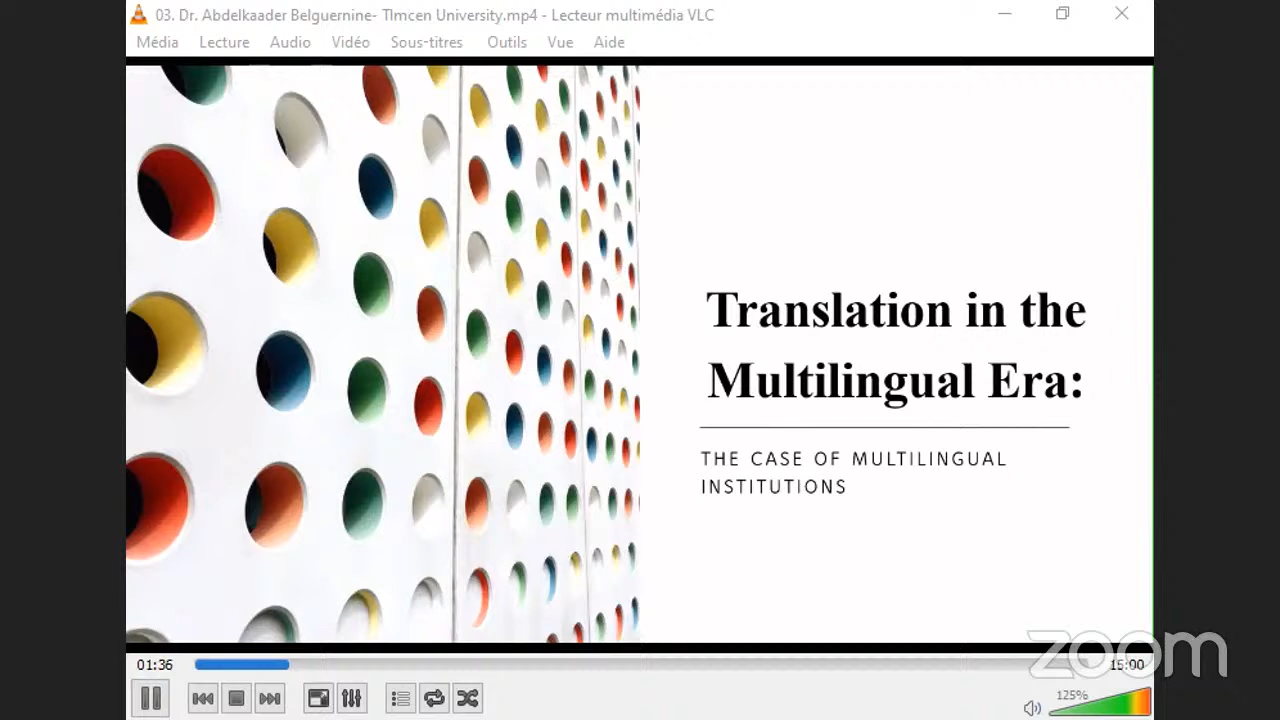 03. Dr. Abdelkaader Belguernine- Tlmcen University.mp4 - Lecteur multimédia VLC
Média Lecture Audio Vidéo Sous-titres Outils Vue Aide
Translation in the
Multilingual Era:
THE CASE OF MULTILINGUAL
INSTITUTIONS
zoom
01:36
15:00
125%